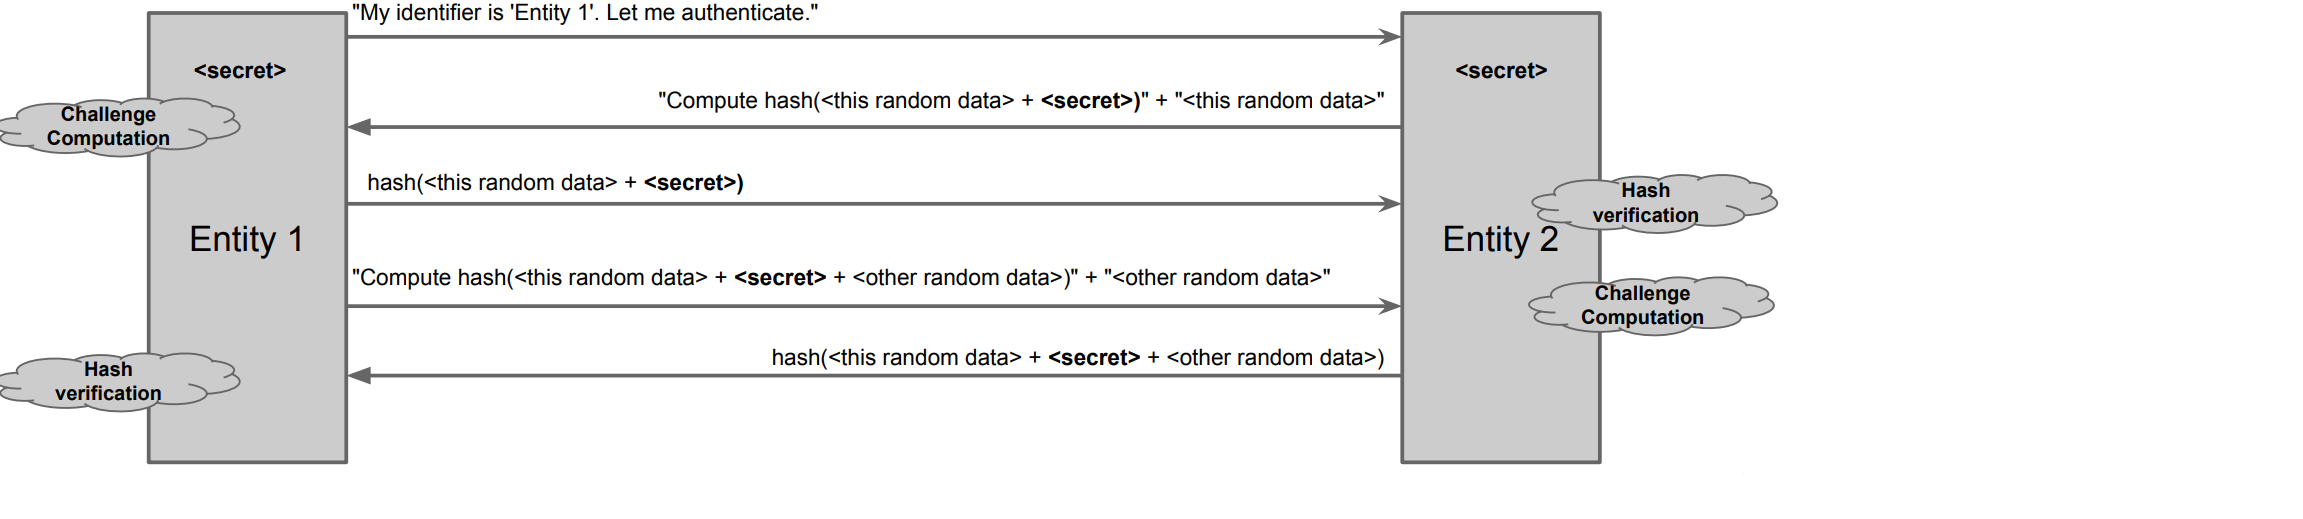 "My identifier is 'Entity 1'. Let me authenticate."
<secret>
<secret>
"Compute hash(<this random data> + <secret>)" + "<this random data>"
Challenge
Computation
hash(<this random data> + <secret>)
Hash
verification
Entity 1
Entity 2
"Compute hash(<this random data> + <secret> + <other random data>)" + "<other random data>"
Challenge
Computation
hash(<this random data> + <secret> + <other random data>)
Hash
verification